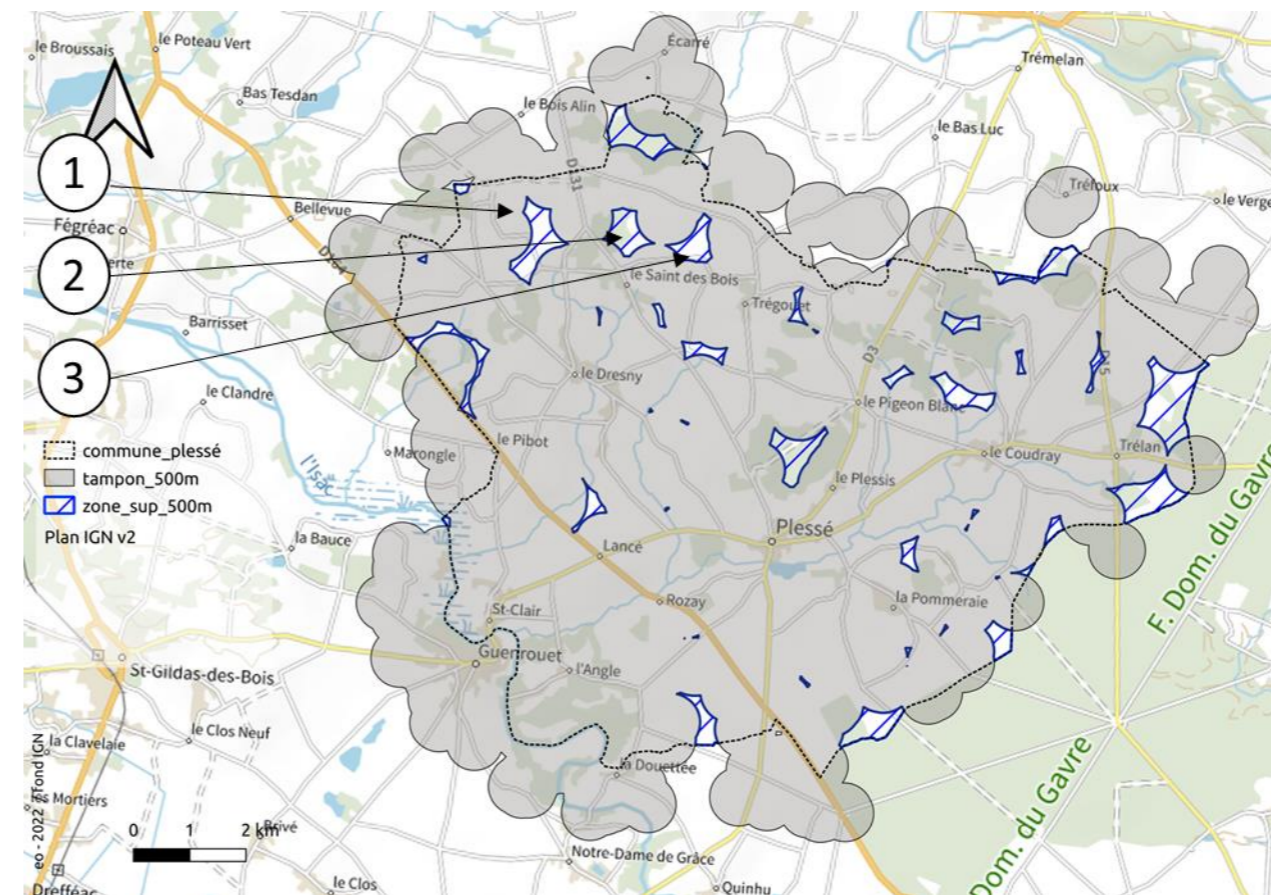 le Broussais
le Poteau Vert
Écarré
Trémelan
Bas Tesdan
le Bois Alin
le Bas Luc
1
D 31
Tréfoux
le Verge
Bellevue
Fégréac
2
le Saint des Bois
Trégouet
Barrisset
D3
3
le Dresny
le Clandre
le Pigeon Blanc
commune_plessé
le Pibot
Marongle
le Coudray
Trélan
tampon_500m
l'Isac
le Plessis
zone_sup_500m
Plan IGN v2
Plessé
la Bauce
Lancé
F. Dom. du Gavre
St-Clair
Rozay
la Pommeraie
Guenrouet
l'Angle
St-Gildas-des-Bois
le Clos Neuf
la Clavelaie
la Douettée
Dom. du Gavre
0 1 2 km
Notre-Dame de Grâce
Quinhu
le Clos
Drefféac